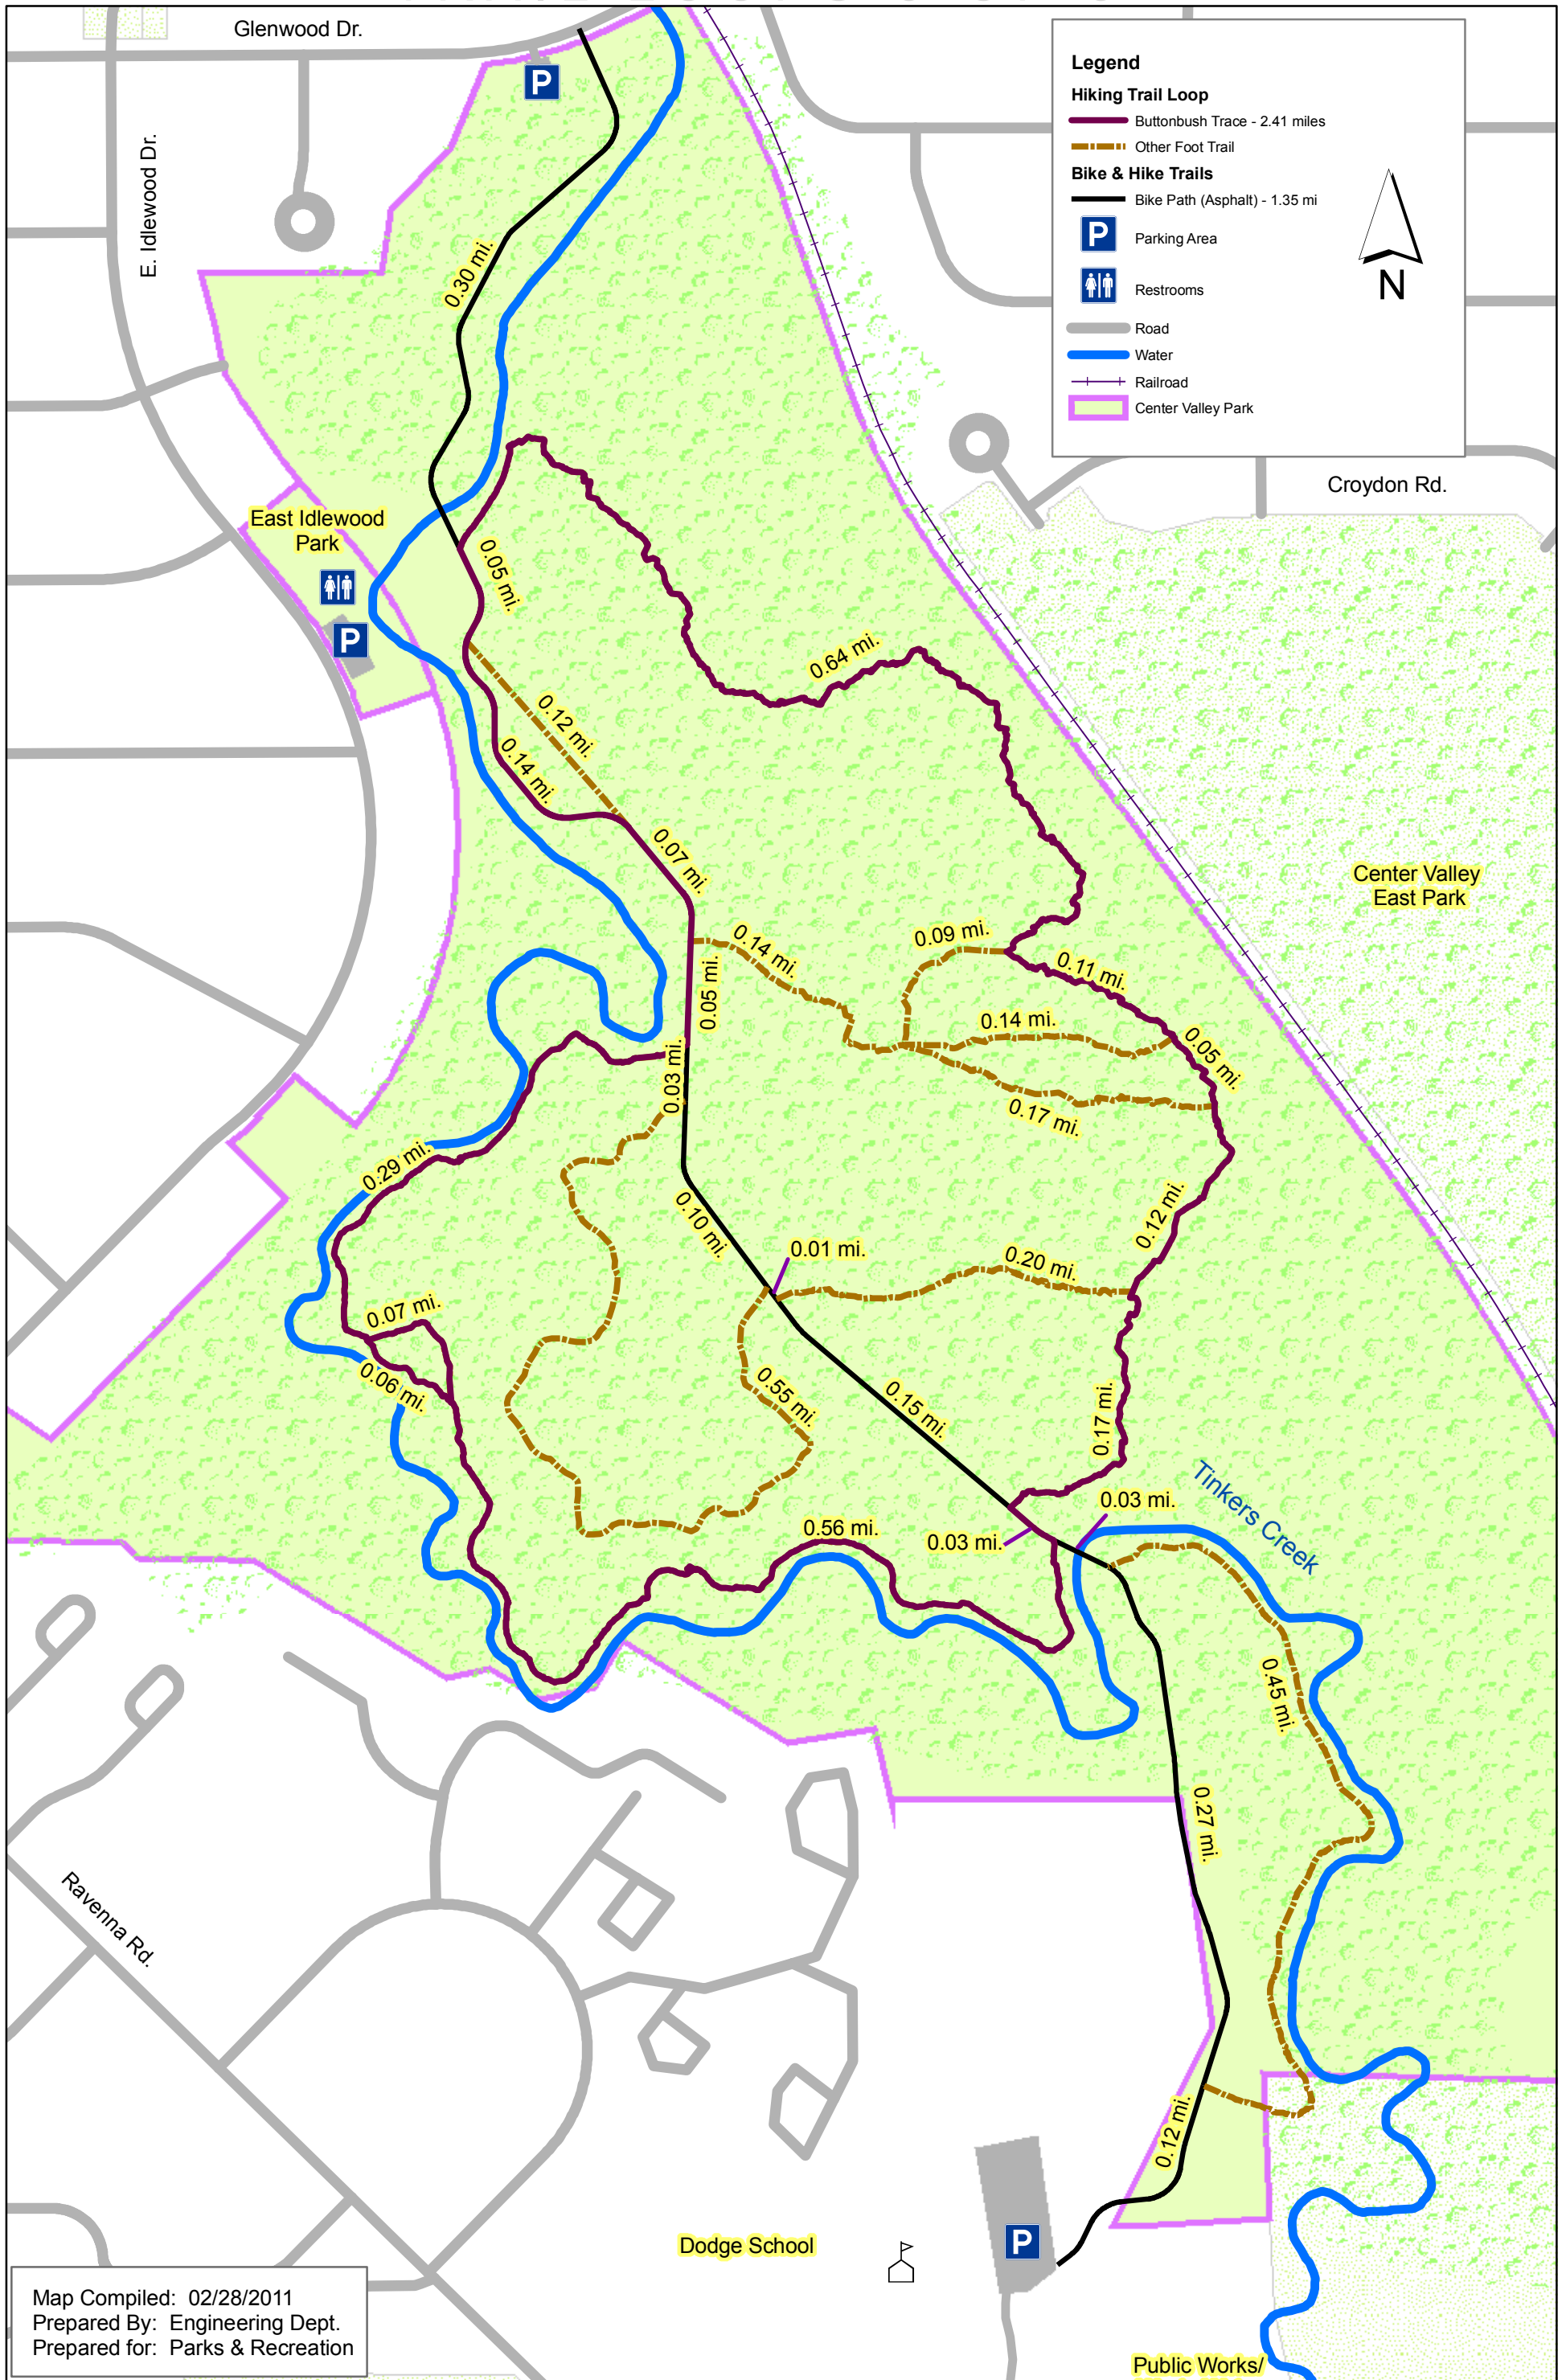 Glenwood Dr.
E. Idlewood Dr.
Legend
Hiking Trail Loop
Buttonbush Trace - 2.41 miles
Other Foot Trail
Bike & Hike Trails
Bike Path (Asphalt) - 1.35 mi
P
Parking Area
Restrooms
Road
Water
Railroad
Center Valley Park
N
P
0.30 mi.
Croydon Rd.
East Idlewood
Park
P
0.05 mi.
0.64 mi.
0.12 mi.
0.14 mi.
0.07 mi.
Center Valley
East Park
0.14 mi.
0.09 mi.
0.11 mi.
0.05 mi.
0.14 mi.
0.05 mi.
0.03 mi.
0.17 mi.
0.29 mi.
0.12 mi.
0.10 mi.
0.01 mi.
0.20 mi.
0.07 mi.
0.06 mi.
0.55 mi.
0.15 mi.
0.17 mi.
Tinkers Creek
0.03 mi.
0.03 mi.
0.56 mi.
0.45 mi.
0.27 mi.
Ravenna Rd.
0.12 mi.
Dodge School
P
Map Compiled: 02/28/2011
Prepared By: Engineering Dept.
Prepared for: Parks & Recreation
Public Works/